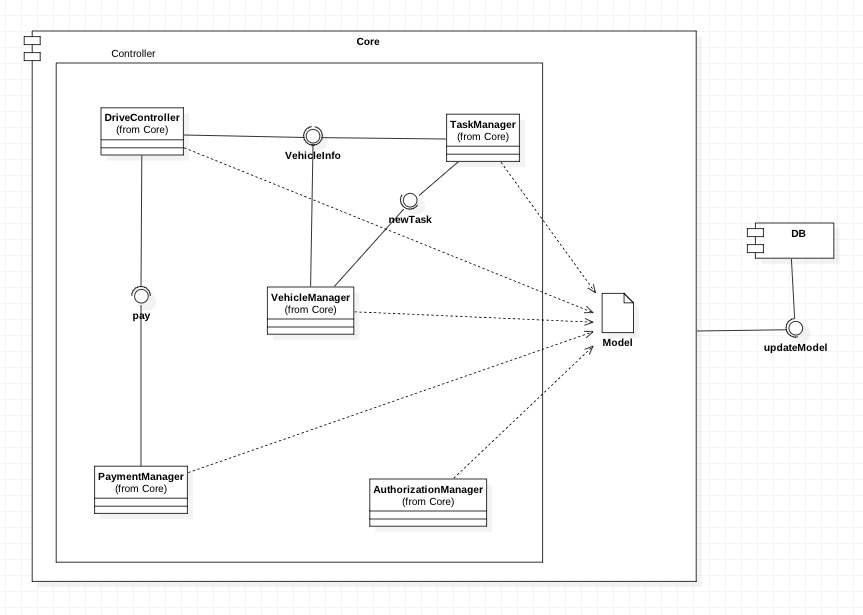 Core
Controller
DriveController
(from Core)
TaskManager
(from Core)
VehicleInfo
newTask
VehicleManager
(from Core)
pay
Model
DB
updateModel
PaymentManager
(from Core)
AuthorizationManager
(from Core)